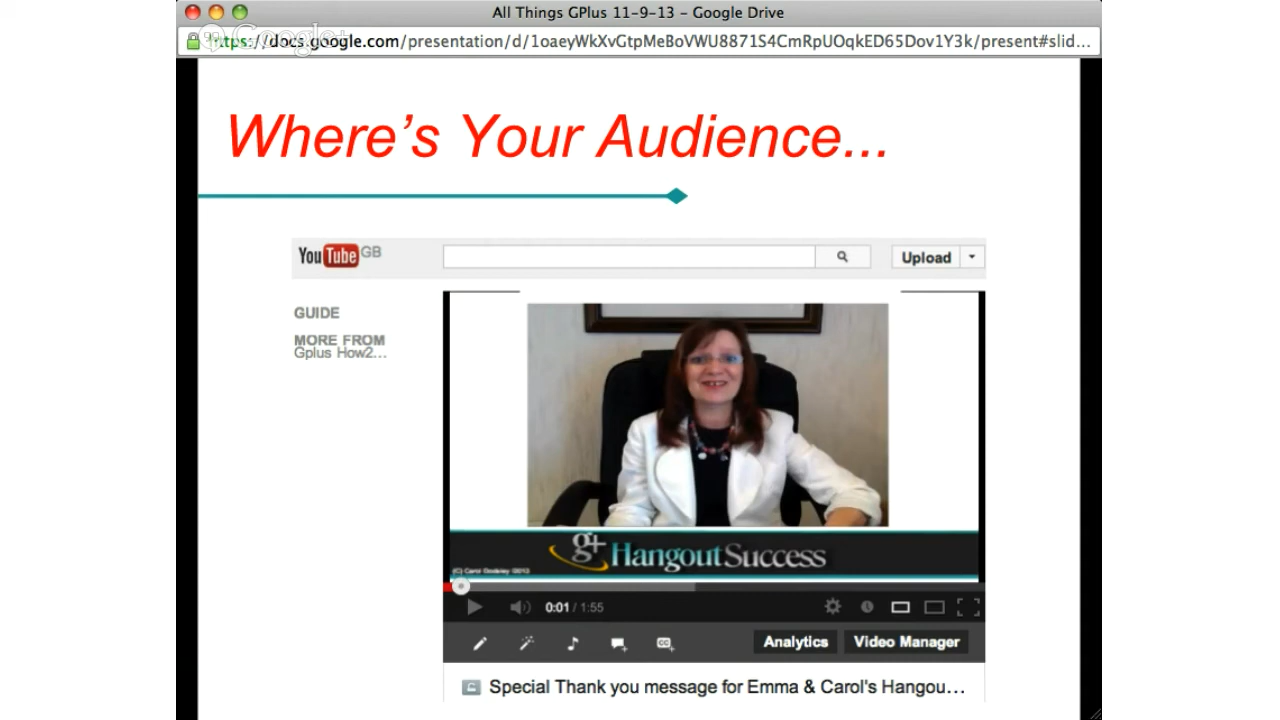 All Things GPlus 11-9-13 – Google Drive
Google+
https://docs.google.com/presentation/d/1oaeyWkXvGtpMeBoVWU8871S4CmRpUOqkED65Dov1Y3k/present#slid...
Where's Your Audience...
YouTube GB
Upload
GUIDE
MORE FROM
Gplus How2...
g+ HangoutSuccess
0:01 / 1:55
CC
Analytics
Video Manager
Special Thank you message for Emma & Carol's Hangou...